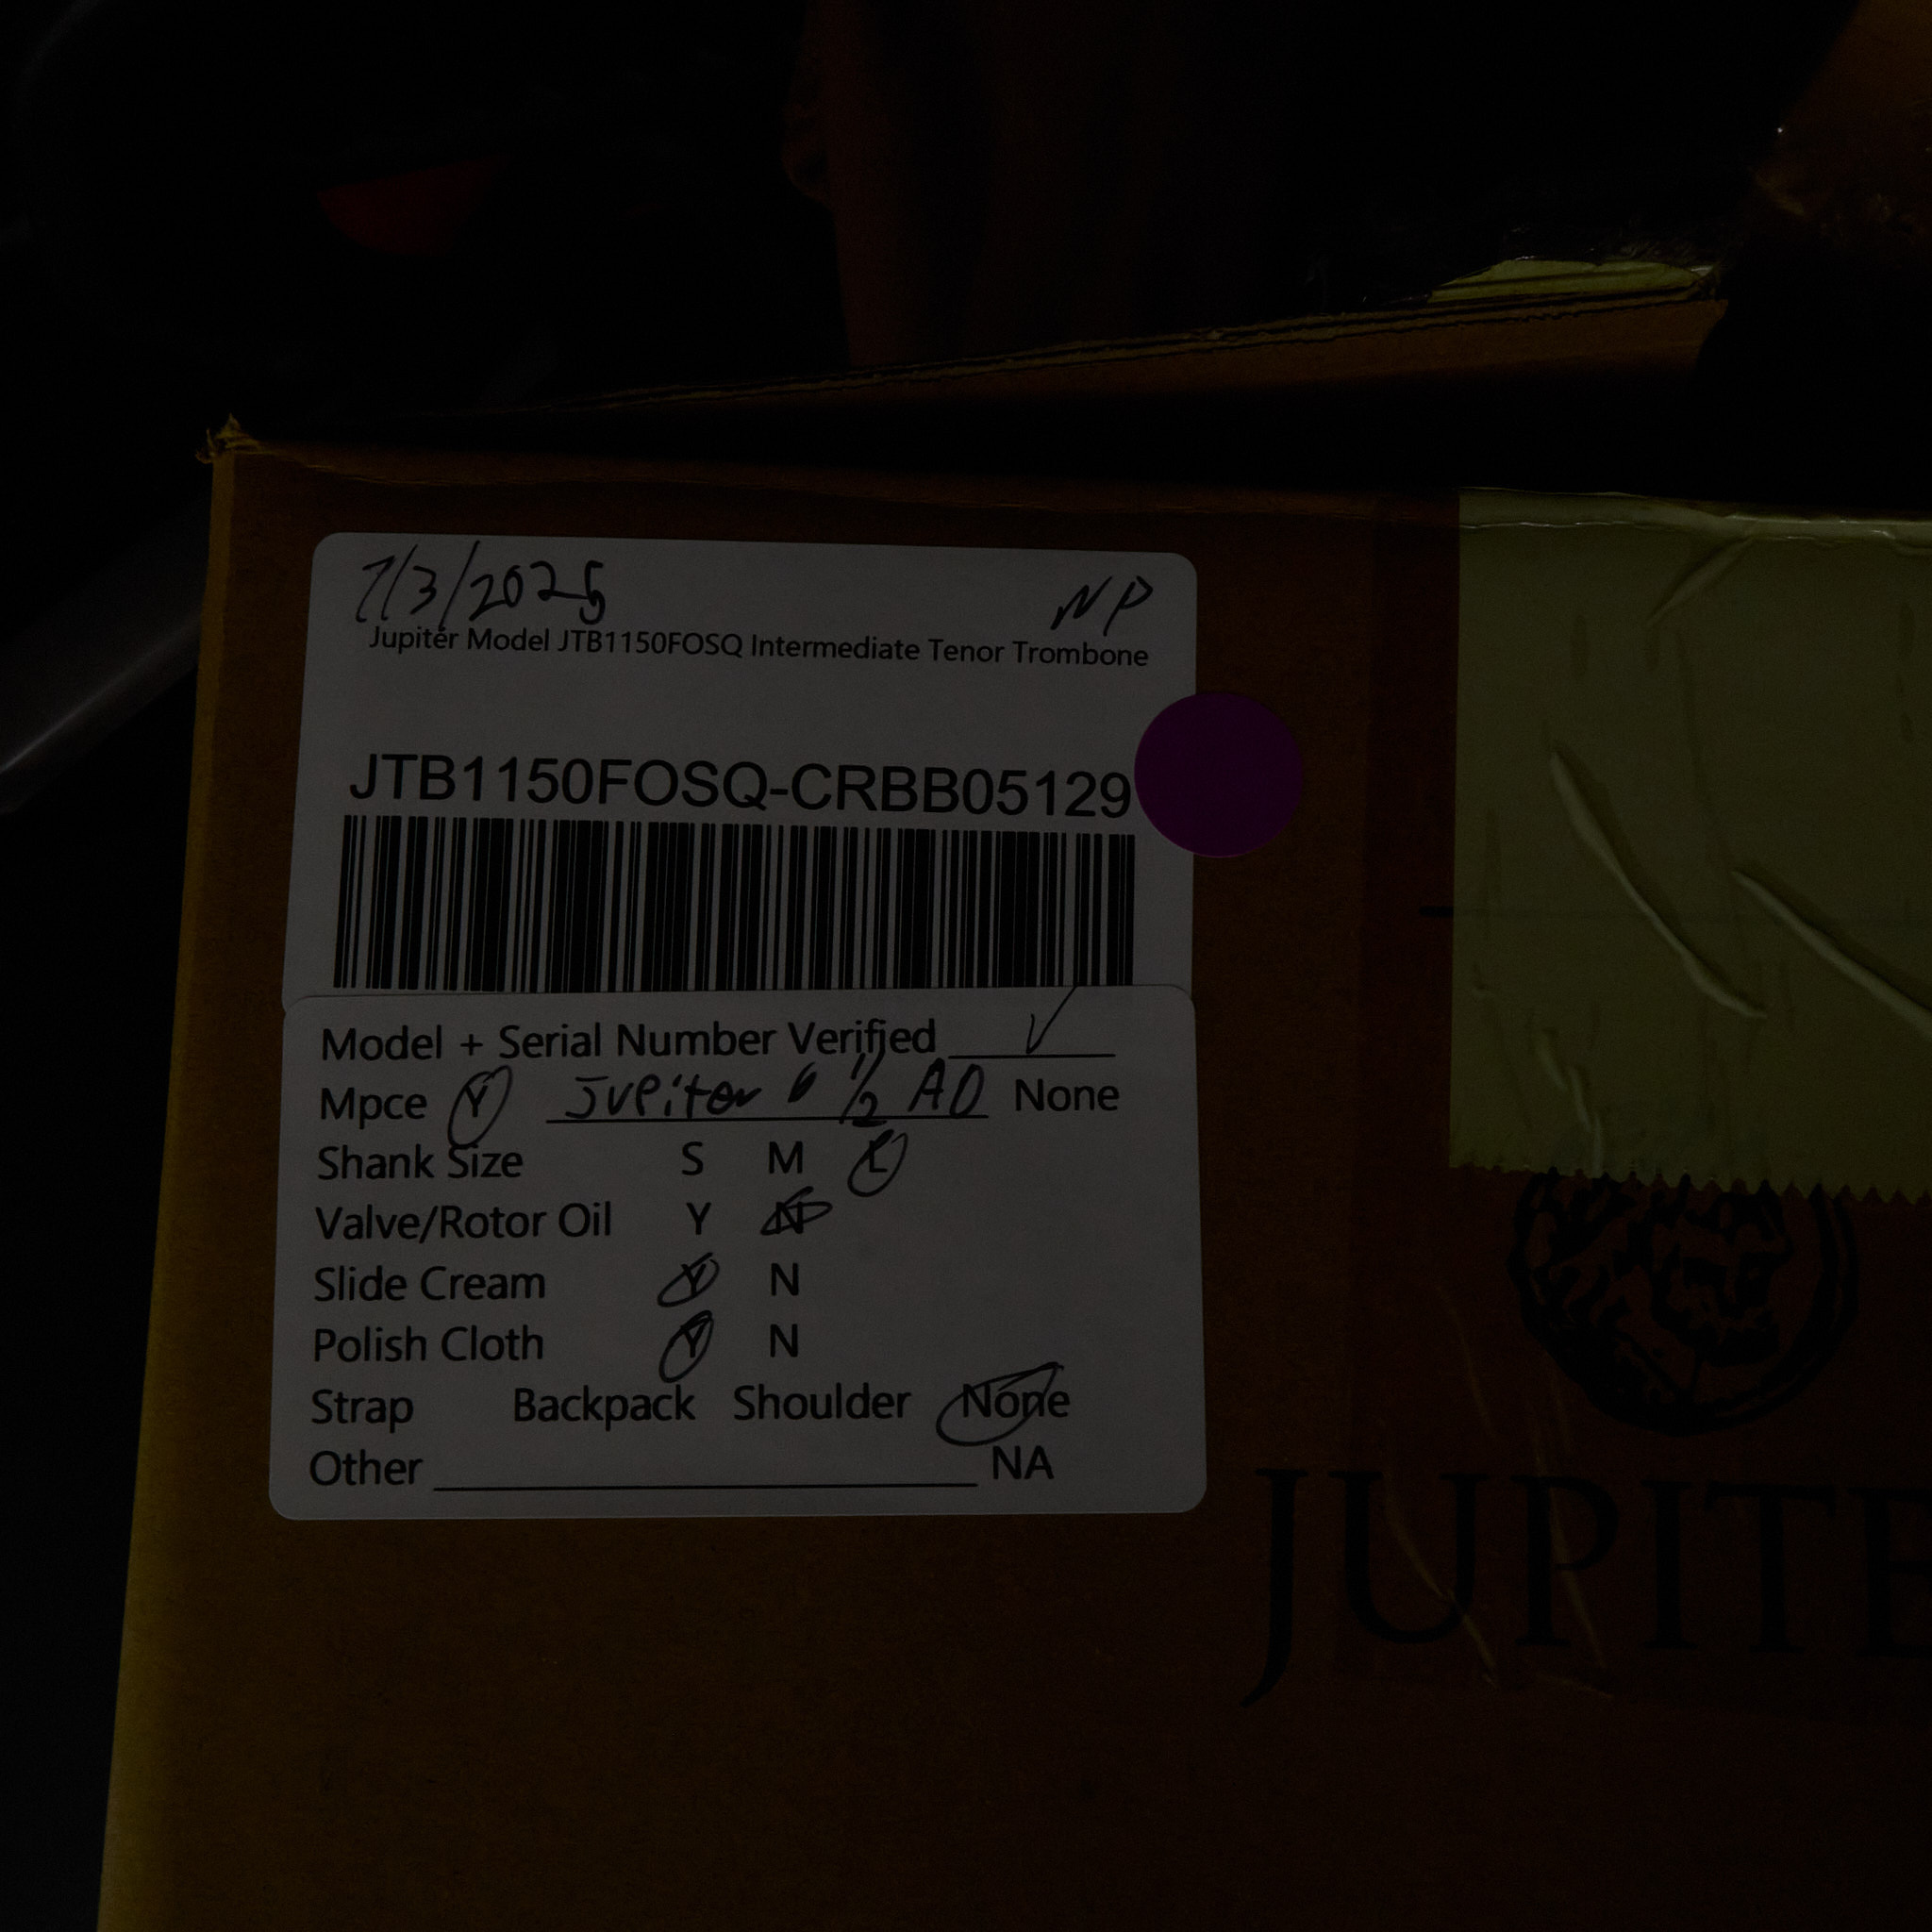 7/3/2025 NP
Jupiter Model JTB1150FOSQ Intermediate Tenor Trombone
JTB1150FOSQ-CRBB05129
Model + Serial Number Verified ✓
Mpce Y Jupiter 6 1/2 AD None
Shank Size S M L
Valve/Rotor Oil Y N
Slide Cream Y N
Polish Cloth Y N
Strap Backpack Shoulder None
Other NA
JUPITE